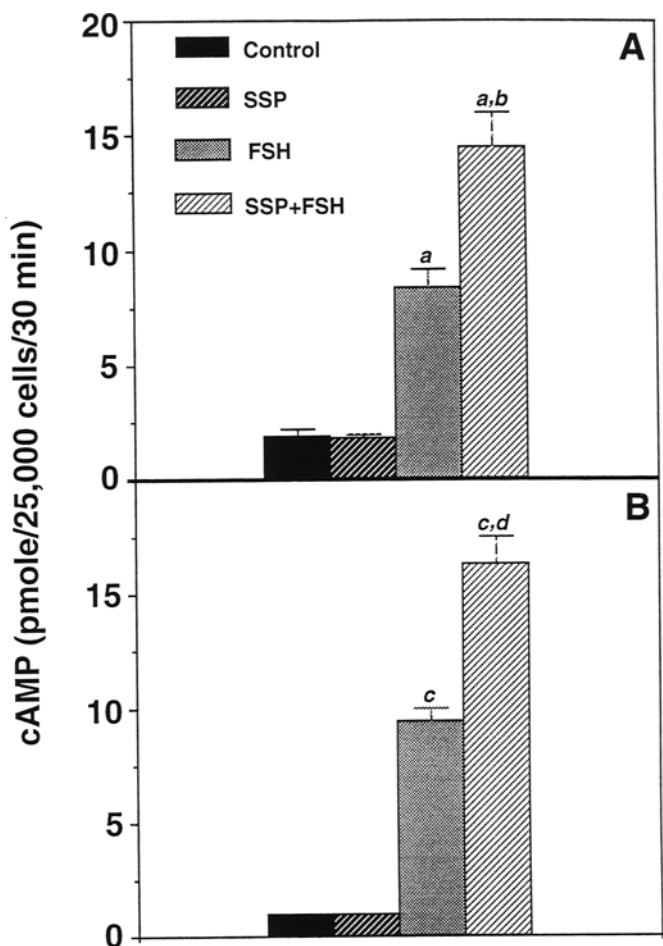 cAMP (pmole/25,000 cells/30 min)
20
15
10
5
0
A
Control
SSP
FSH
SSP+FSH
a
a,b
15
10
5
0
B
c
c,d